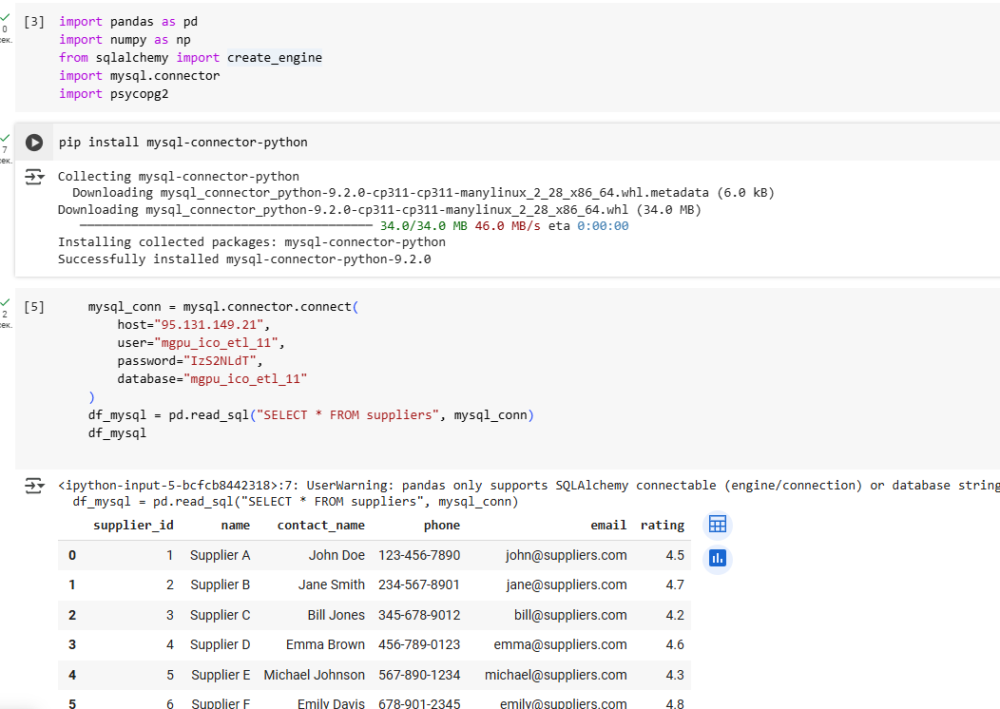 [3]
import pandas as pd
0
import numpy as np
сек.
from sqlalchemy import create_engine
import mysql.connector
import psycopg2
pip install mysql-connector-python
7
сек.
Collecting mysql-connector-python
Downloading mysql_connector_python-9.2.0-cp311-cp311-manylinux_2_28_x86_64.whl.metadata (6.0 kB)
Downloading mysql_connector_python-9.2.0-cp311-cp311-manylinux_2_28_x86_64.whl (34.0 MB)
34.0/34.0 MB 46.0 MB/s eta 0:00:00
Installing collected packages: mysql-connector-python
Successfully installed mysql-connector-python-9.2.0
[5]
mysql_conn = mysql.connector.connect(
2
сек.
host="95.131.149.21",
user="mgpu_ico_etl_11",
password="IzS2NLdT",
database="mgpu_ico_etl_11"
)
df_mysql = pd.read_sql("SELECT * FROM suppliers", mysql_conn)
df_mysql
<ipython-input-5-bcfcb8442318>:7: UserWarning: pandas only supports SQLAlchemy connectable (engine/connection) or database string
df_mysql = pd.read_sql("SELECT * FROM suppliers", mysql_conn)
supplier_id name contact_name phone email rating
0 1 Supplier A John Doe 123-456-7890 john@suppliers.com 4.5
1 2 Supplier B Jane Smith 234-567-8901 jane@suppliers.com 4.7
2 3 Supplier C Bill Jones 345-678-9012 bill@suppliers.com 4.2
3 4 Supplier D Emma Brown 456-789-0123 emma@suppliers.com 4.6
4 5 Supplier E Michael Johnson 567-890-1234 michael@suppliers.com 4.3
5 6 Supplier F Emily Davis 678-901-2345 emily@suppliers.com 4.8